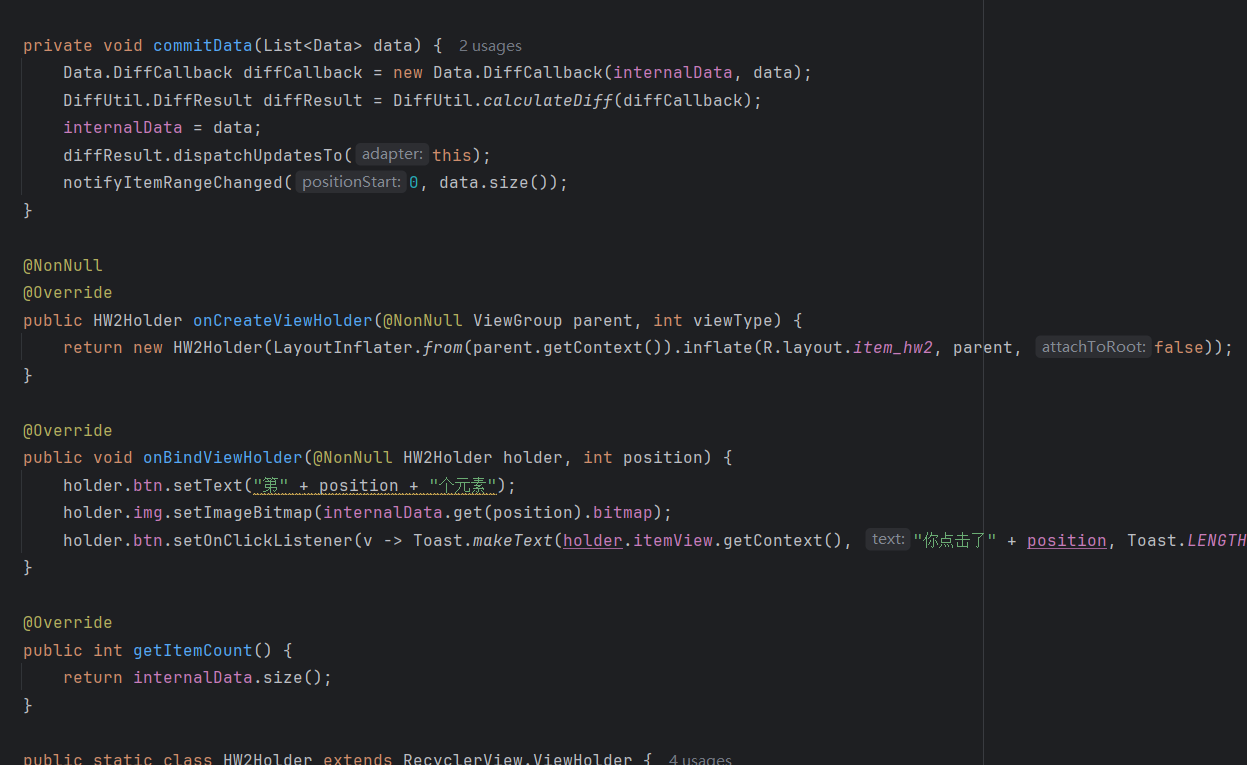 private void commitData(List<Data> data) { 2 usages
Data.DiffCallback diffCallback = new Data.DiffCallback(internalData, data);
DiffUtil.DiffResult diffResult = DiffUtil.calculateDiff(diffCallback);
internalData = data;
diffResult.dispatchUpdatesTo( adapter: this);
notifyItemRangeChanged( positionStart: 0, data.size());
}
@NonNull
@Override
public HW2Holder onCreateViewHolder(@NonNull ViewGroup parent, int viewType) {
return new HW2Holder(LayoutInflater.from(parent.getContext()).inflate(R.layout.item_hw2, parent, attachToRoot: false));
}
@Override
public void onBindViewHolder(@NonNull HW2Holder holder, int position) {
holder.btn.setText("第" + position + "个元素");
holder.img.setImageBitmap(internalData.get(position).bitmap);
holder.btn.setOnClickListener(v -> Toast.makeText(holder.itemView.getContext(), text: "你点击了" + position, Toast.LENGTH
}
@Override
public int getItemCount() {
return internalData.size();
}
public static class HW2Holder extends RecyclerView.ViewHolder { 4 usages